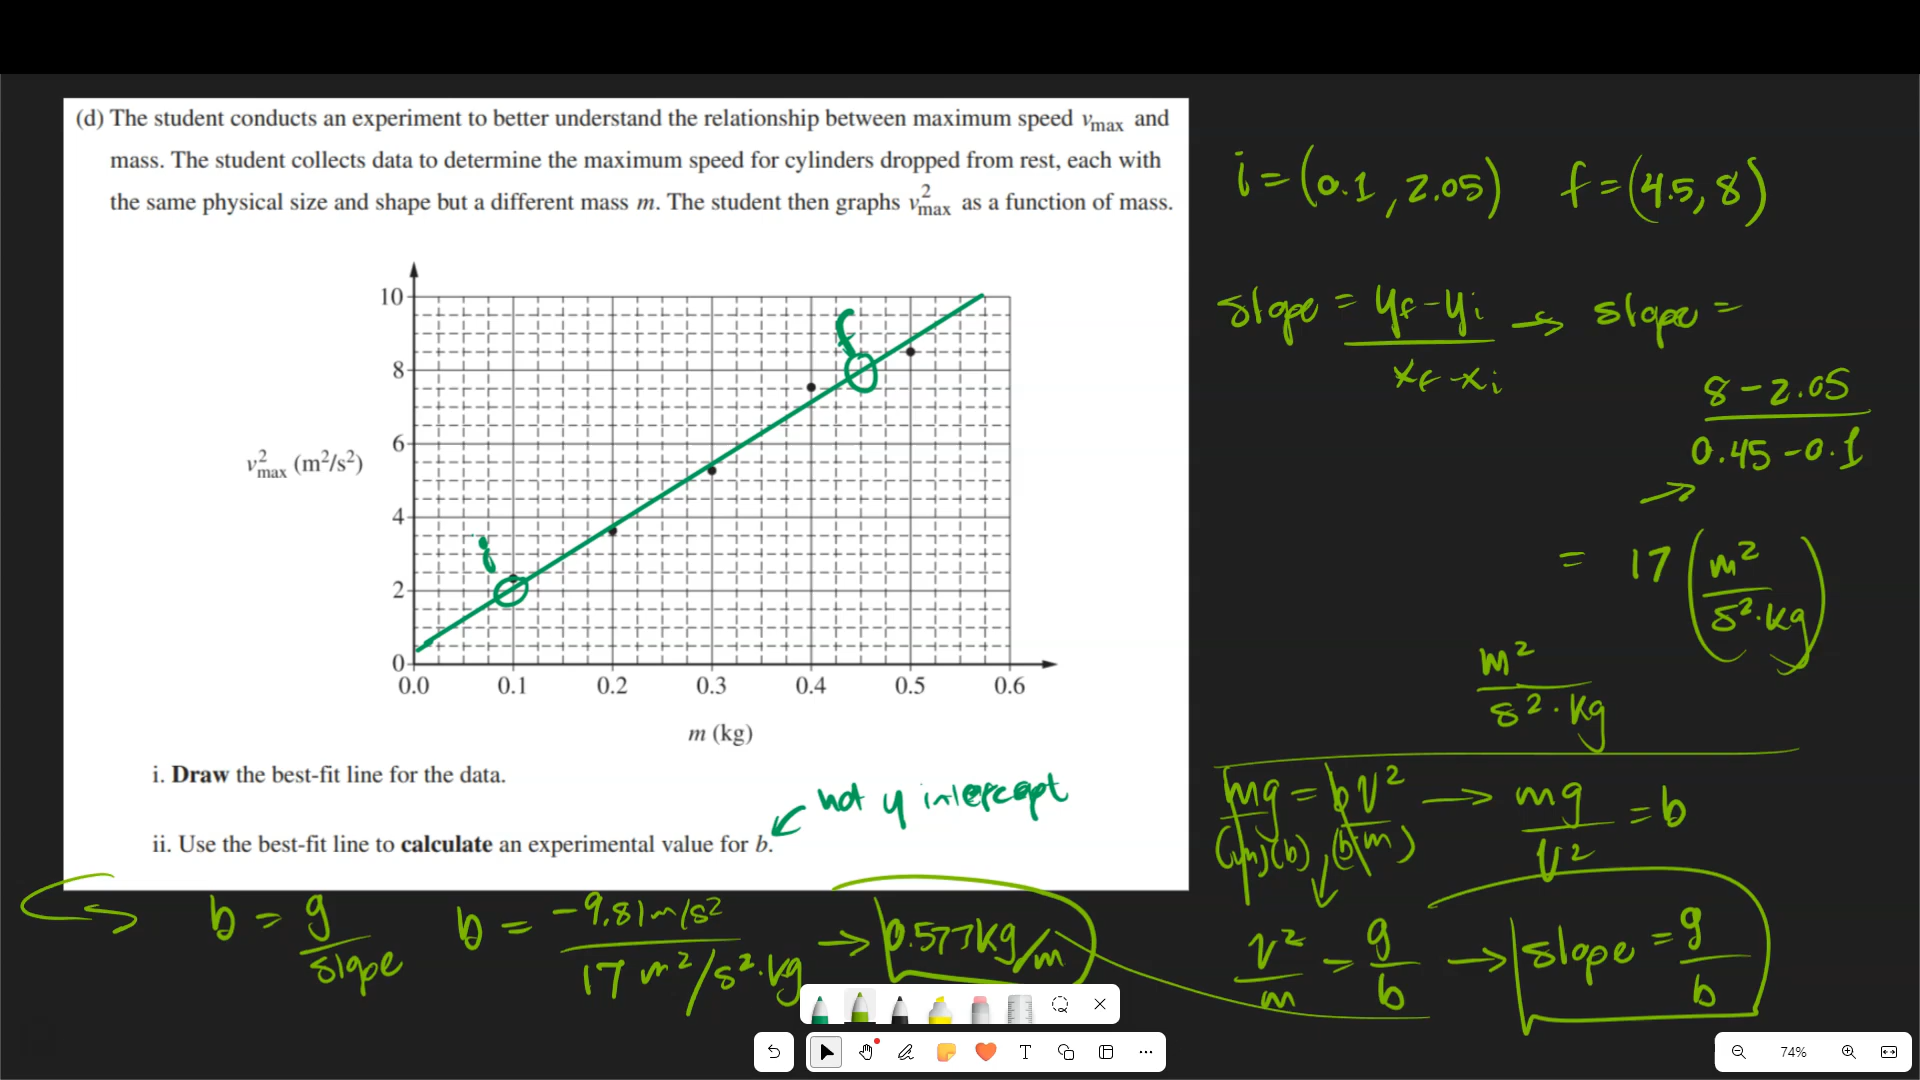 (d) The student conducts an experiment to better understand the relationship between maximum speed v_max and
mass. The student collects data to determine the maximum speed for cylinders dropped from rest, each with
the same physical size and shape but a different mass m. The student then graphs v²_max as a function of mass.
10
8
6
4
2
0
v²_max (m²/s²)
f
i
0.0 0.1 0.2 0.3 0.4 0.5 0.6
m (kg)
i. Draw the best-fit line for the data.
not y intercept
ii. Use the best-fit line to calculate an experimental value for b.
i = (0.1, 2.05) f = (4.5, 8)
slope = (y_f - y_i)/(x_f - x_i) → slope =
(8 - 2.05)/(0.45 - 0.1)
→
= 17 (m²/s²·kg)
m²/s²·kg
mg = bv² → mg/v² = b
(m)(b) (b)(m)
v²/m = g/b → slope = g/b
b = g/slope b = -9.81 m/s² / 17 m²/s²·kg → 0.577 kg/m
T
74%